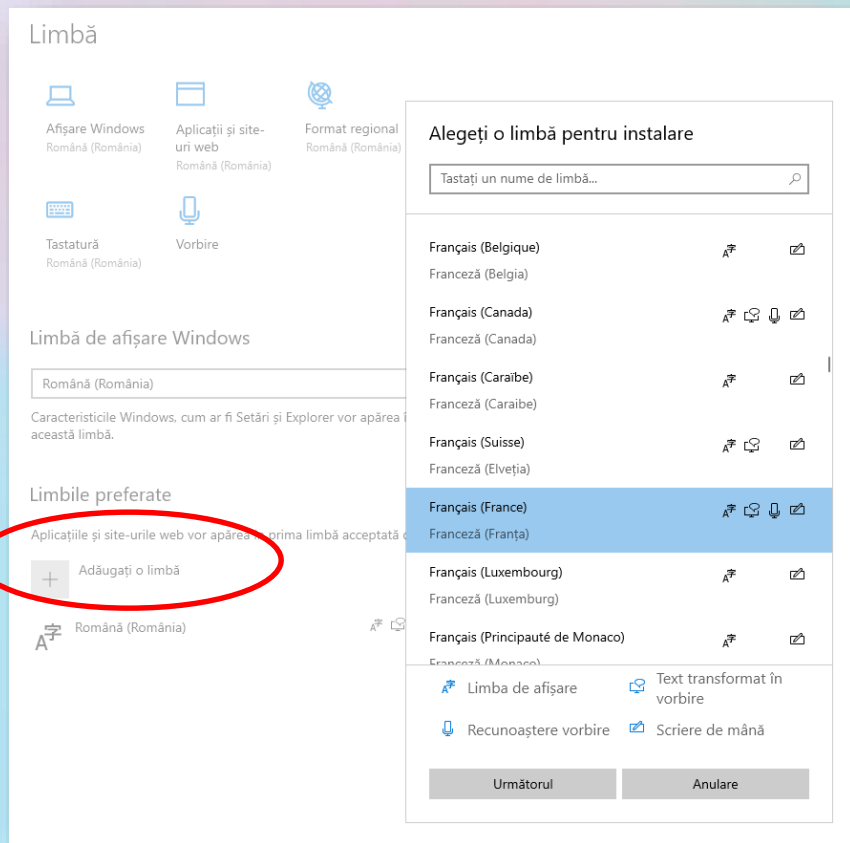 Limbă
Afișare Windows
Română (România)
Aplicații și site-
uri web
Română (România)
Format regional
Română (România)
Tastatură
Română (România)
Vorbire
Limbă de afișare Windows
Română (România)
Caracteristicile Windows, cum ar fi Setări și Explorer vor apărea
această limbă.
Limbile preferate
Aplicațiile și site-urile web vor apărea în prima limbă acceptată
Adăugați o limbă
Română (România)
Alegeți o limbă pentru instalare
Tastați un nume de limbă...
Français (Belgique)
Franceză (Belgia)
Français (Canada)
Franceză (Canada)
Français (Caraïbe)
Franceză (Caraibe)
Français (Suisse)
Franceză (Elveția)
Français (France)
Franceză (Franța)
Français (Luxembourg)
Franceză (Luxemburg)
Français (Principauté de Monaco)
Franceză (Monaco)
Limba de afișare
Text transformat în
vorbire
Recunoaștere vorbire
Scriere de mână
Următorul
Anulare